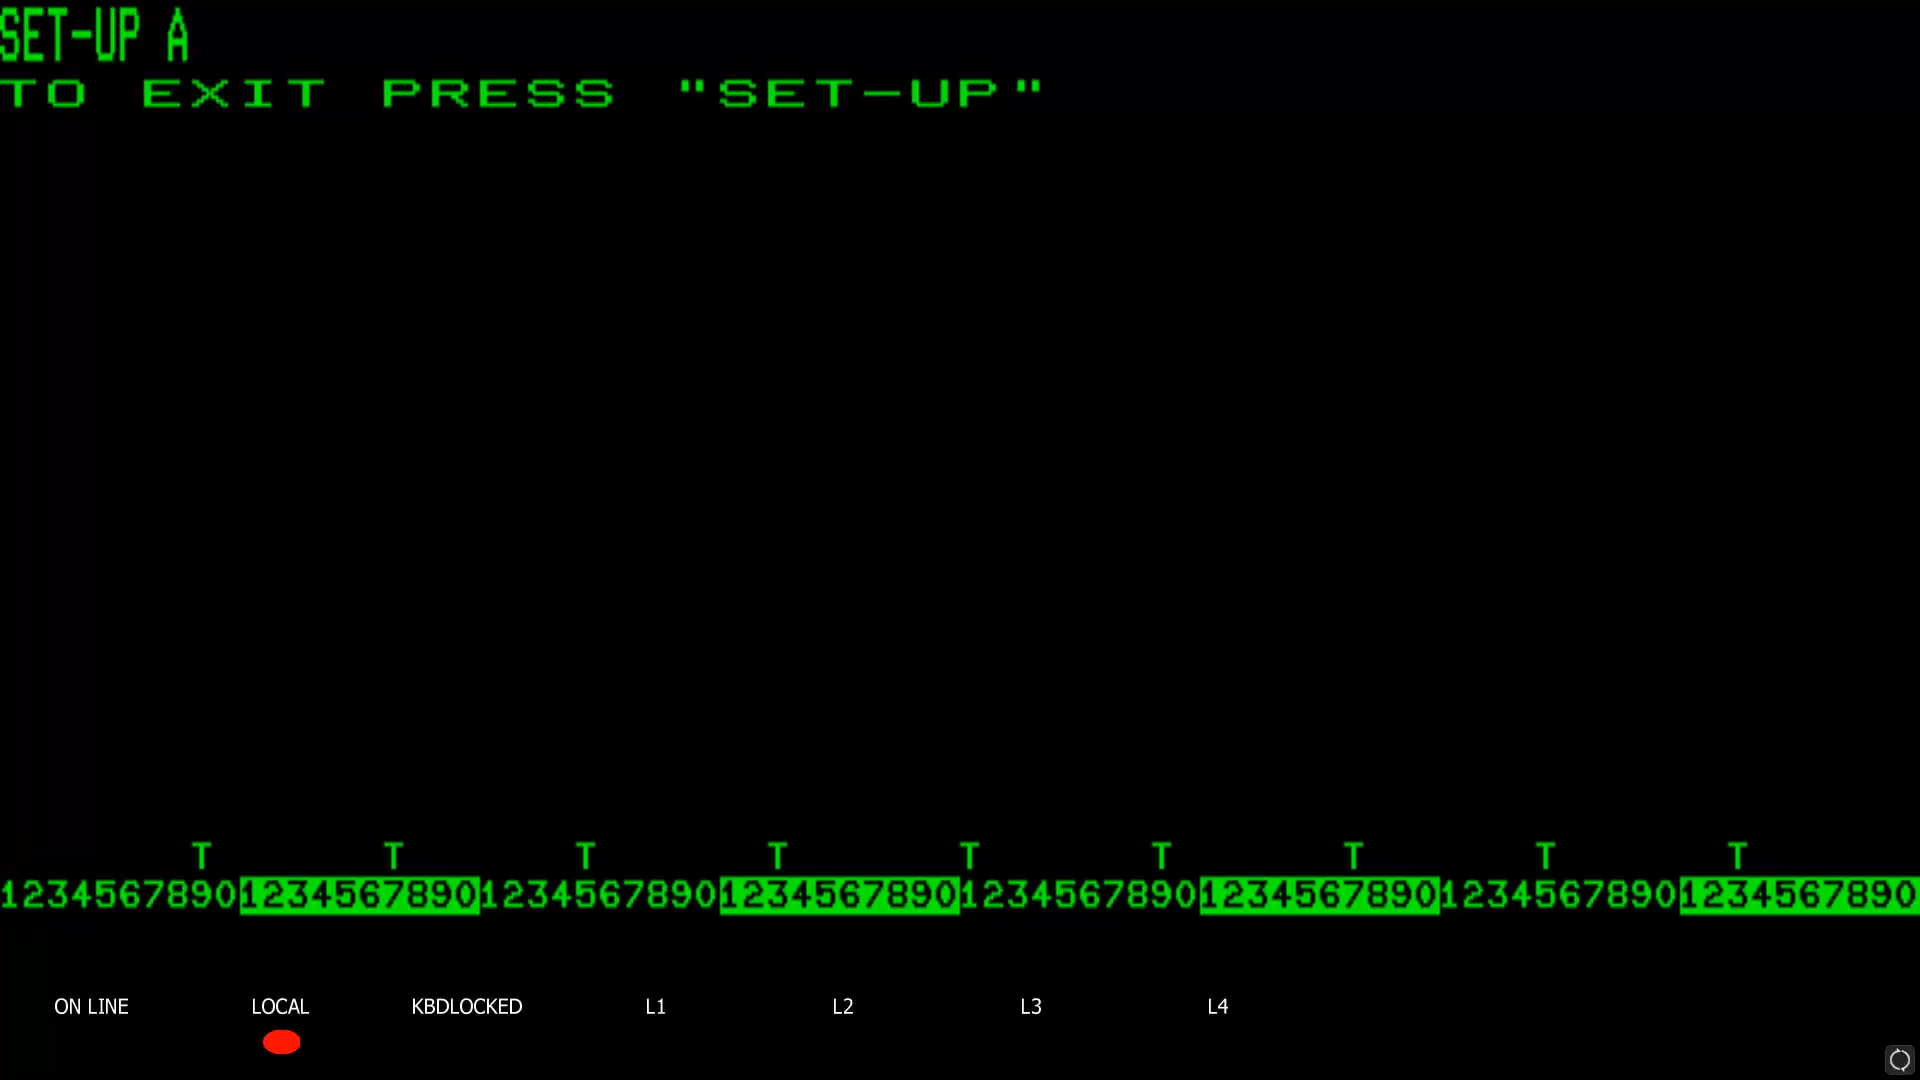 SET-UP A
TO EXIT PRESS "SET-UP"
T T T T T T T T T
12345678901234567890123456789012345678901234567890123456789012345678901234567890
ON LINE LOCAL KBDLOCKED L1 L2 L3 L4